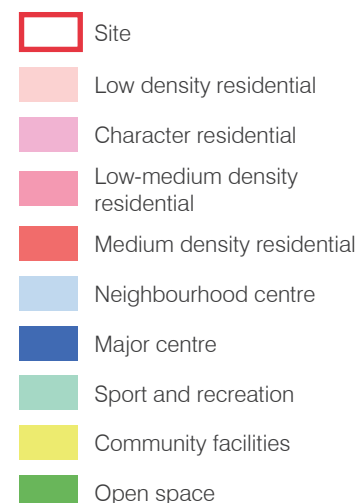 Site
Low density residential
Character residential
Low-medium density
residential
Medium density residential
Neighbourhood centre
Major centre
Sport and recreation
Community facilities
Open space